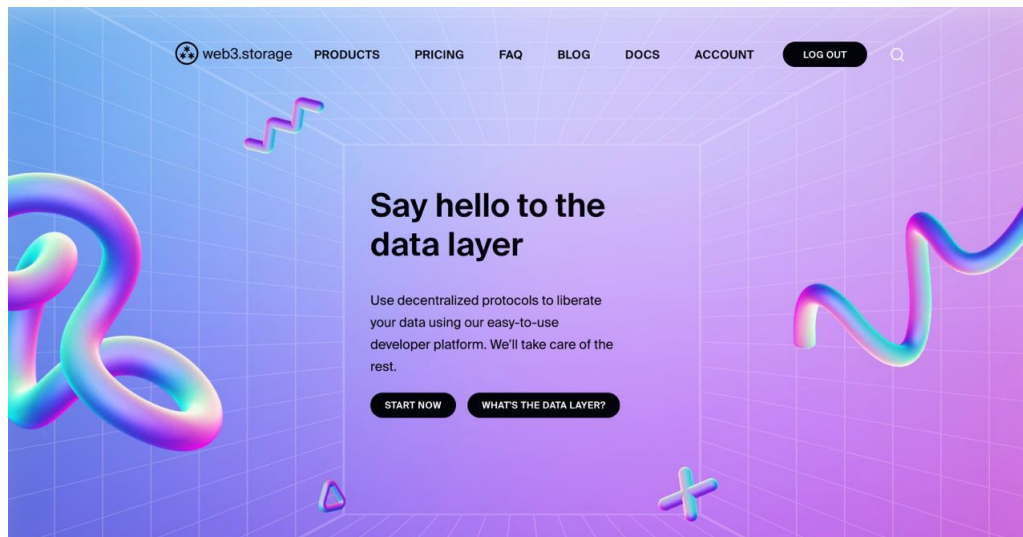 web3.storage PRODUCTS PRICING FAQ BLOG DOCS ACCOUNT LOG OUT
Say hello to the
data layer
Use decentralized protocols to liberate
your data using our easy-to-use
developer platform. We'll take care of the
rest.
START NOW WHAT'S THE DATA LAYER?